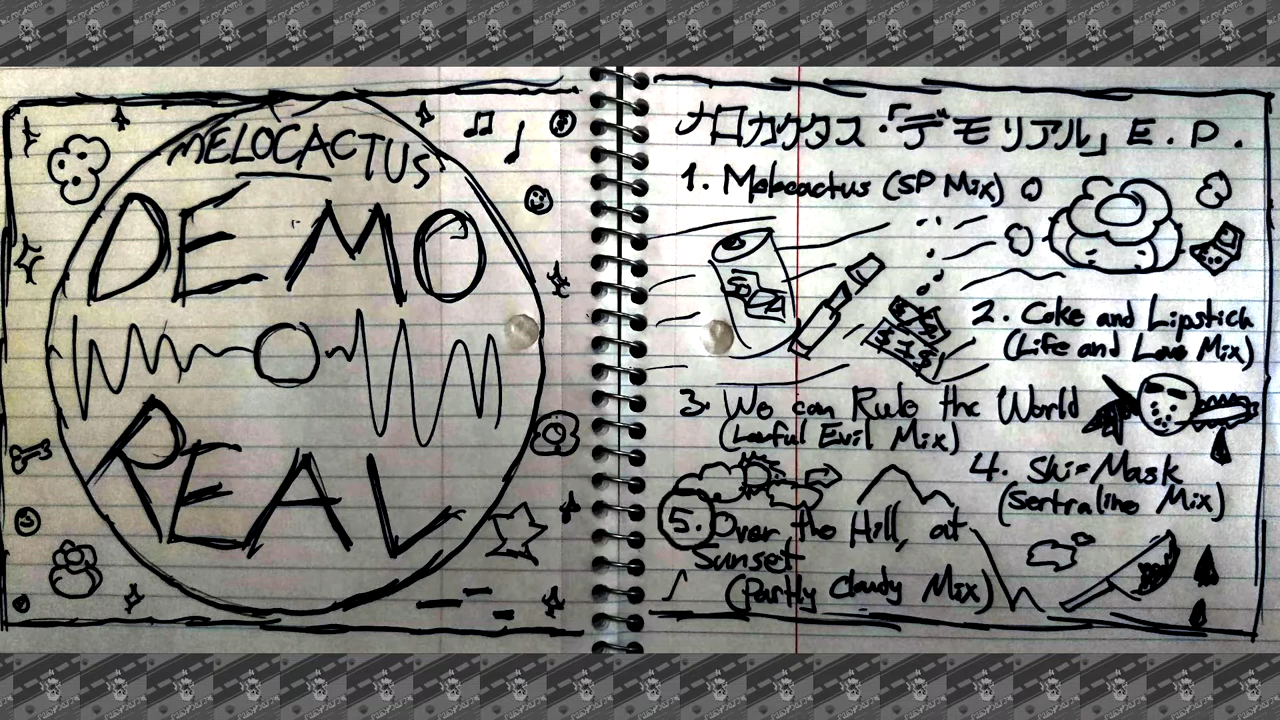 MELOCACTUS
DEMO
REAL
メロカクタス・「デモリアル」E.P.
1. Melocactus (SP Mix)
2. Coke and Lipstick
(Life and Love Mix)
3. We can Rule the World
(Lawful Evil Mix)
4. Ski-Mask
(Sertraline Mix)
5. Over the Hill, at
Sunset
(Partly Cloudy Mix)
$1$